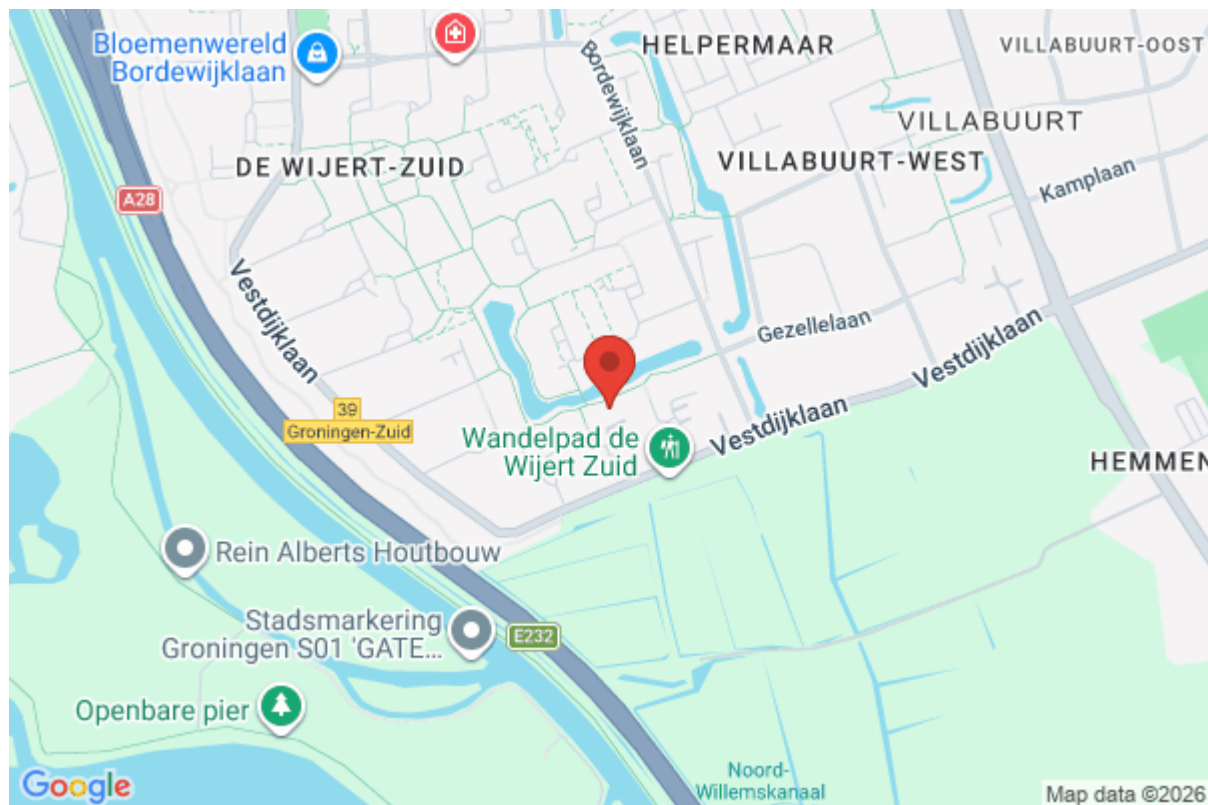 Bloemenwereld
Bordewijklaan
HELPERMAAR
VILLABUURT-OOST
Bordewijklaan
VILLABUURT
DE WIJERT-ZUID
VILLABUURT-WEST
Kamplaan
A28
Vestdijklaan
Gezellelaan
Vestdijklaan
39
Groningen-Zuid
Vestdijklaan
Wandelpad de
Wijert Zuid
HEMMEN
Rein Alberts Houtbouw
Stadsmarkering
Groningen S01 'GATE...
E232
Openbare pier
Noord-
Willemskanaal
Google
Map data ©2026